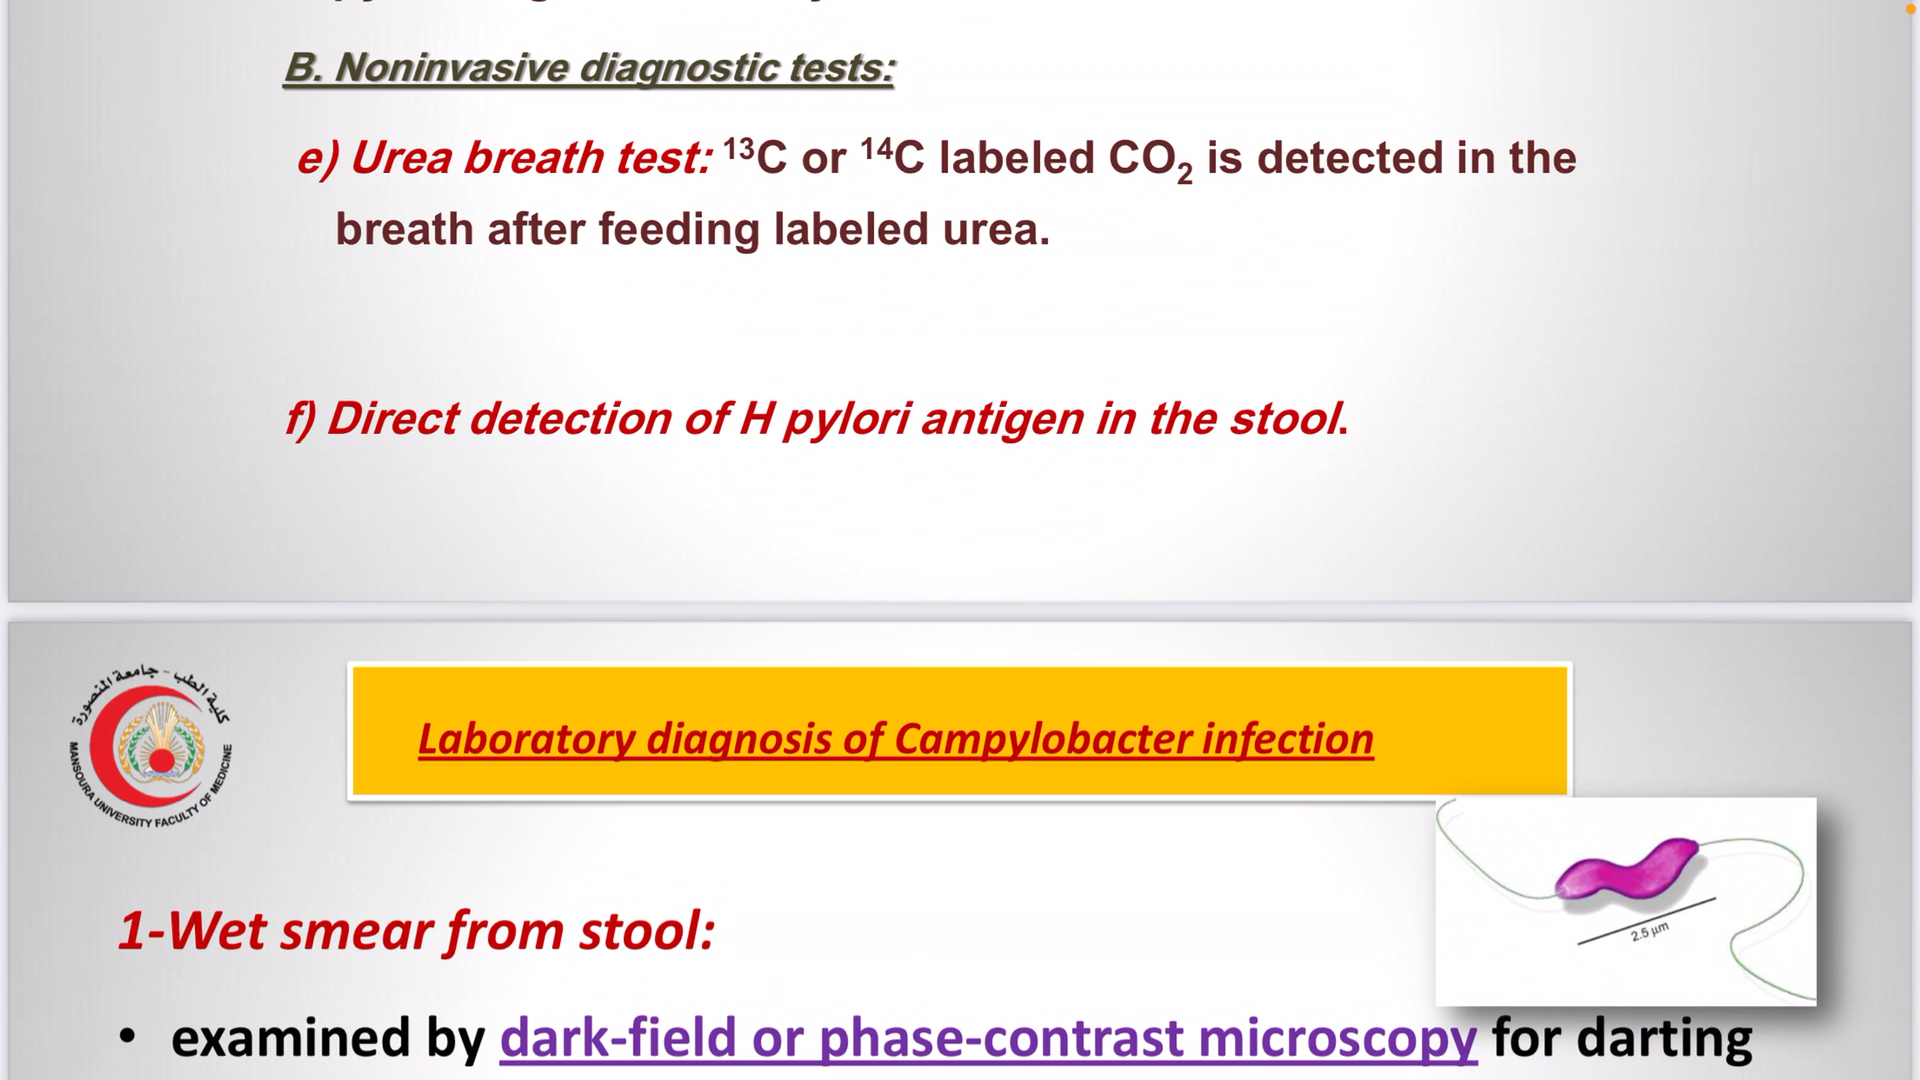 B. Noninvasive diagnostic tests:
e) Urea breath test: ¹³C or ¹⁴C labeled CO₂ is detected in the
breath after feeding labeled urea.
f) Direct detection of H pylori antigen in the stool.
كلية الطب - جامعة المنصورة
MANSOURA UNIVERSITY FACULTY OF MEDICINE
Laboratory diagnosis of Campylobacter infection
2.5 μm
1-Wet smear from stool:
• examined by dark-field or phase-contrast microscopy for darting